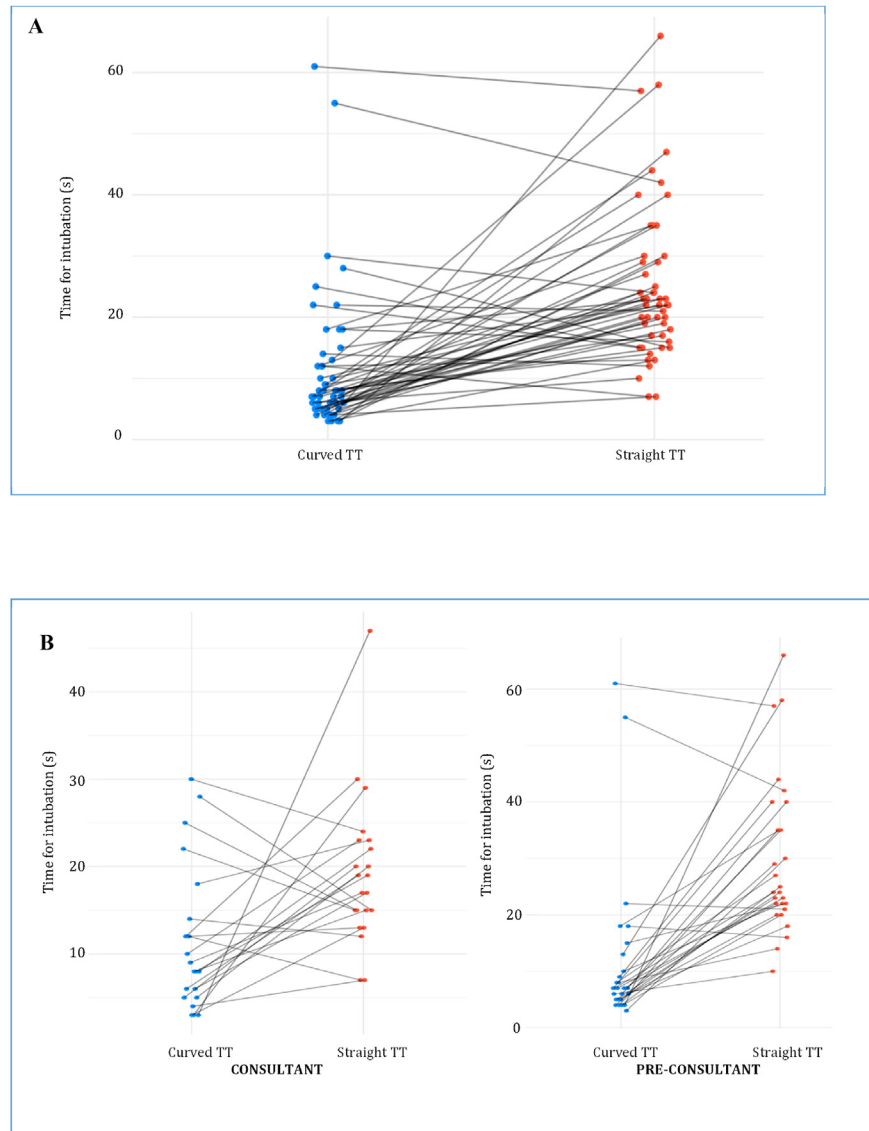 A
60
40
20
0
Time for intubation (s)
Curved TT
Straight TT
B
40
30
20
10
Time for intubation (s)
Curved TT
Straight TT
CONSULTANT
60
40
20
0
Time for intubation (s)
Curved TT
Straight TT
PRE-CONSULTANT